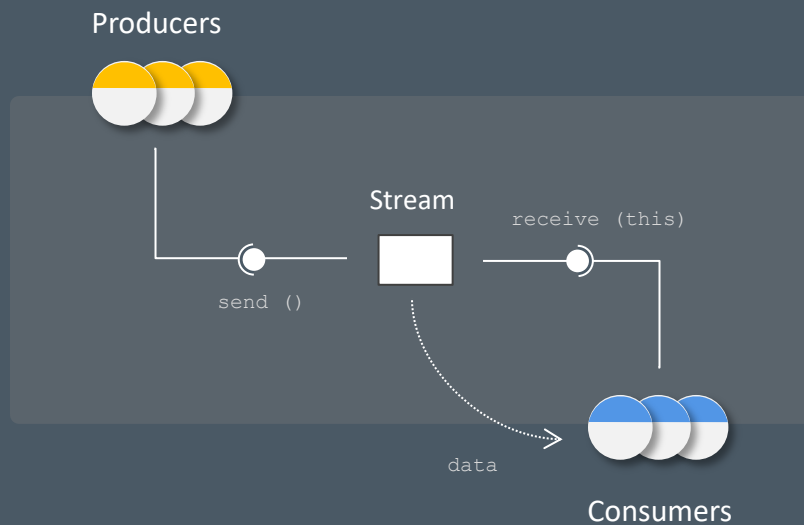 Producers
Stream
receive (this)
send ()
data
Consumers